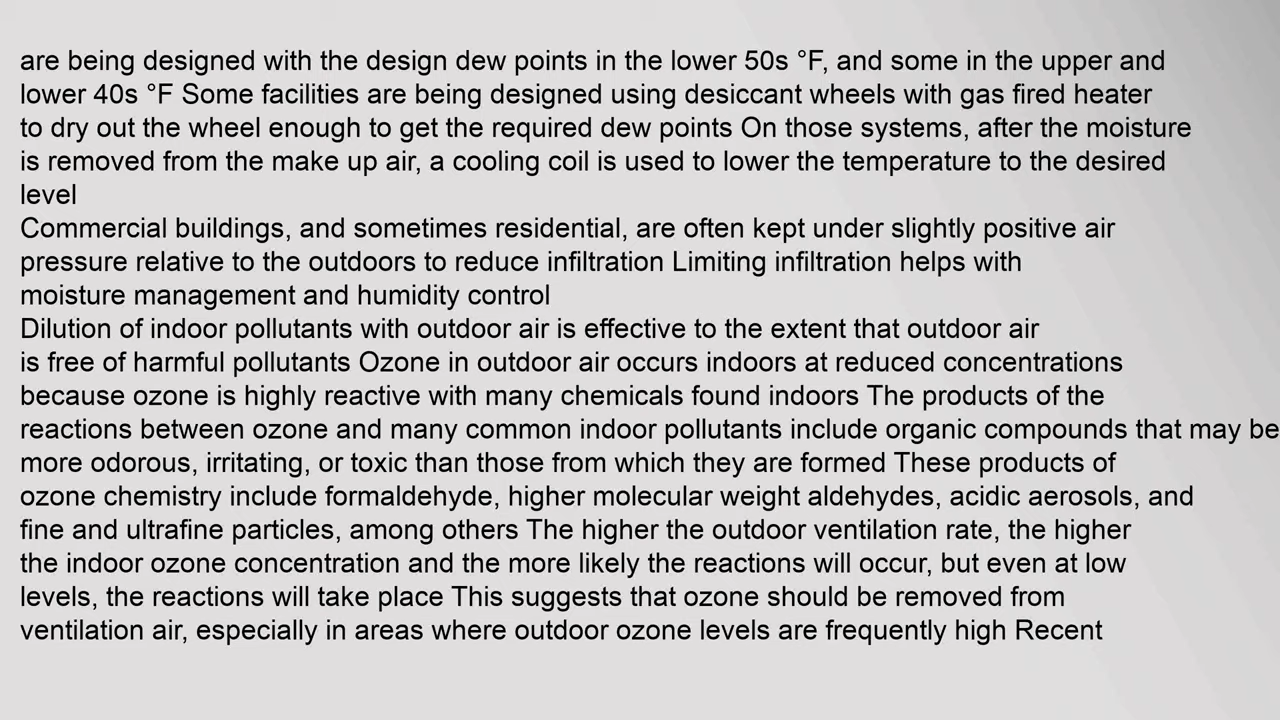 are being designed with the design dew points in the lower 50s °F, and some in the upper and
lower 40s °F Some facilities are being designed using desiccant wheels with gas fired heater
to dry out the wheel enough to get the required dew points On those systems, after the moisture
is removed from the make up air, a cooling coil is used to lower the temperature to the desired
level
Commercial buildings, and sometimes residential, are often kept under slightly positive air
pressure relative to the outdoors to reduce infiltration Limiting infiltration helps with
moisture management and humidity control
Dilution of indoor pollutants with outdoor air is effective to the extent that outdoor air
is free of harmful pollutants Ozone in outdoor air occurs indoors at reduced concentrations
because ozone is highly reactive with many chemicals found indoors The products of the
reactions between ozone and many common indoor pollutants include organic compounds that may be
more odorous, irritating, or toxic than those from which they are formed These products of
ozone chemistry include formaldehyde, higher molecular weight aldehydes, acidic aerosols, and
fine and ultrafine particles, among others The higher the outdoor ventilation rate, the higher
the indoor ozone concentration and the more likely the reactions will occur, but even at low
levels, the reactions will take place This suggests that ozone should be removed from
ventilation air, especially in areas where outdoor ozone levels are frequently high Recent